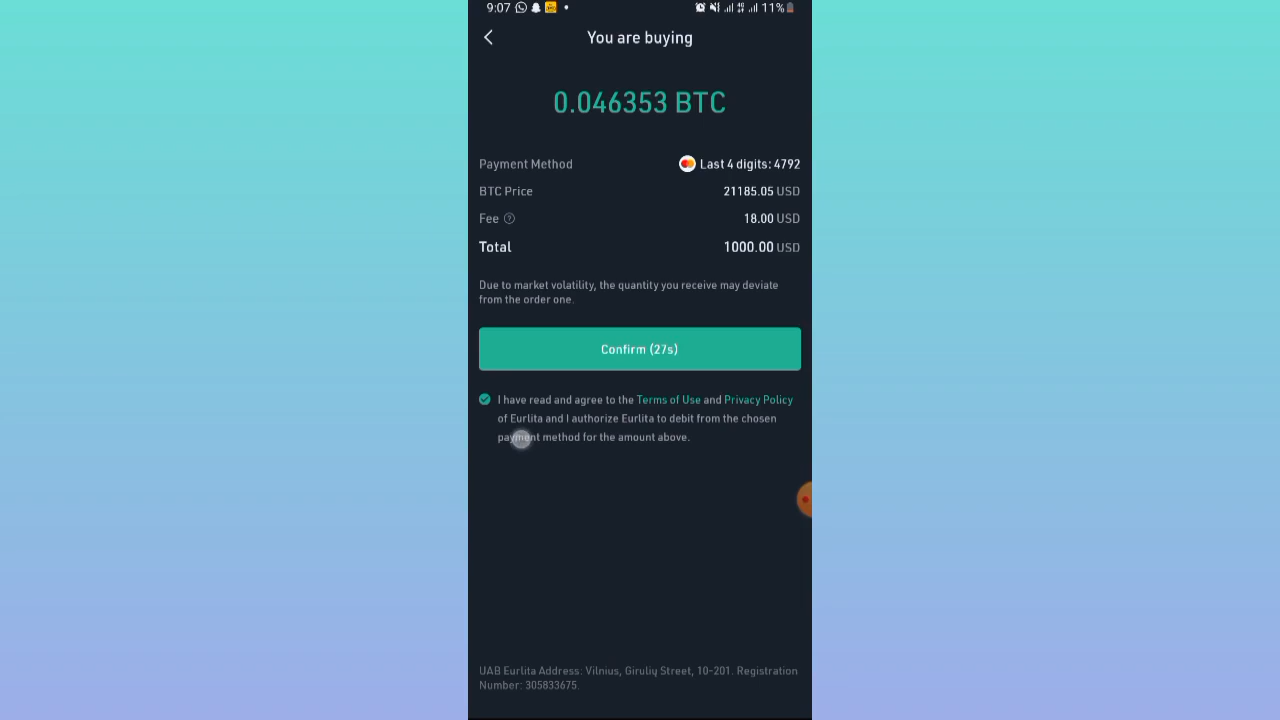 9:07 11%
You are buying
0.046353 BTC
Payment Method Last 4 digits: 4792
BTC Price 21185.05 USD
Fee 18.00 USD
Total 1000.00 USD
Due to market volatility, the quantity you receive may deviate
from the order one.
Confirm (27s)
I have read and agree to the Terms of Use and Privacy Policy
of Eurlita and I authorize Eurlita to debit from the chosen
payment method for the amount above.
UAB Eurlita Address: Vilnius, Girulių Street, 10-201. Registration
Number: 305833675.